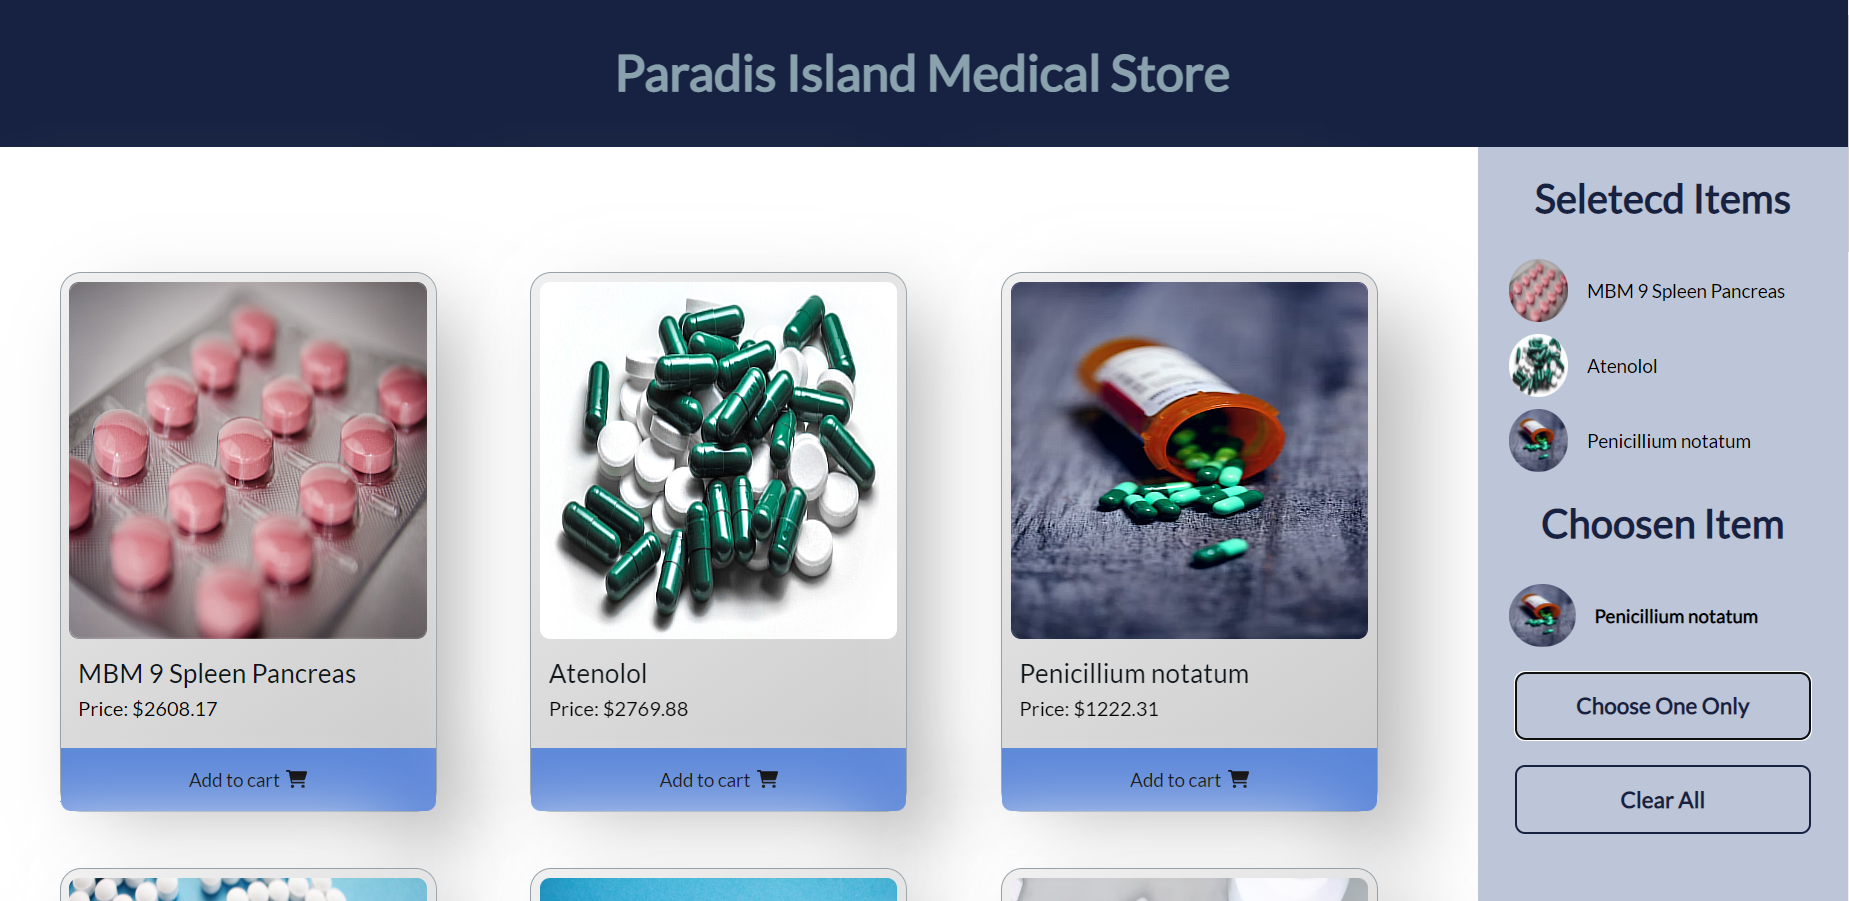 Paradis Island Medical Store
MBM 9 Spleen Pancreas
Price: $2608.17
Add to cart
Atenolol
Price: $2769.88
Add to cart
Penicillium notatum
Price: $1222.31
Add to cart
Seletecd Items
MBM 9 Spleen Pancreas
Atenolol
Penicillium notatum
Choosen Item
Penicillium notatum
Choose One Only
Clear All